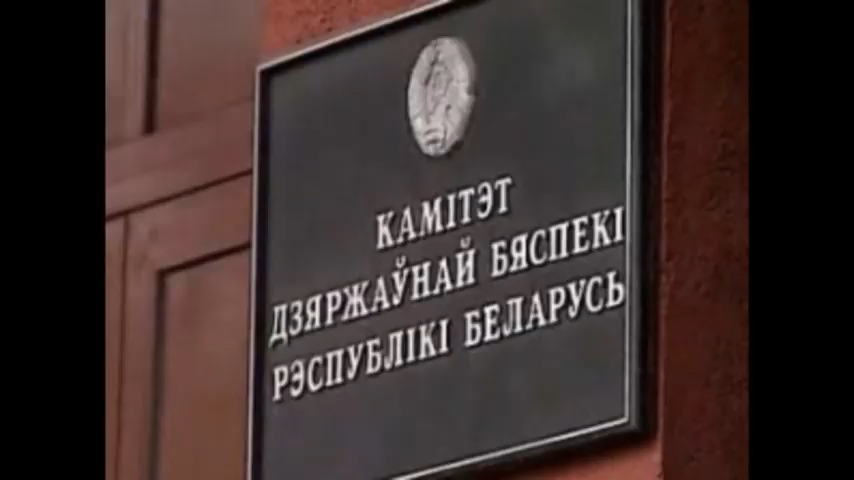 КАМІТЭТ
ДЗЯРЖАЎНАЙ БЯСПЕКІ
РЭСПУБЛІКІ БЕЛАРУСЬ